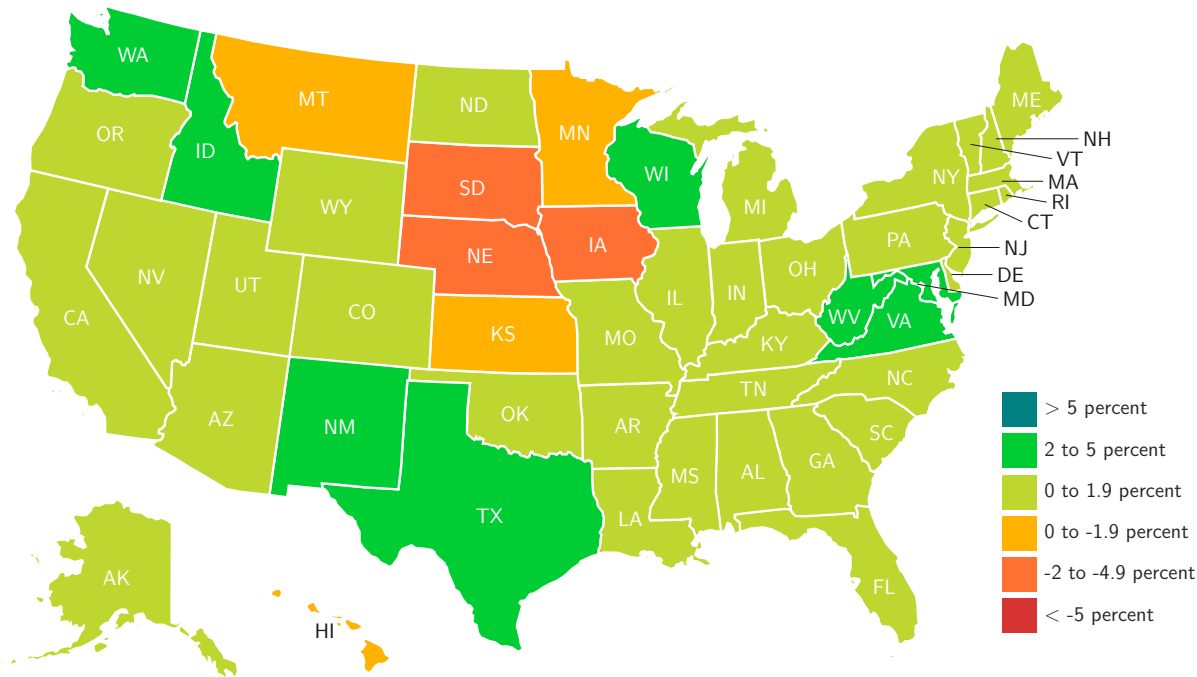 WA
MT
ND
MN
ME
OR
ID
NH
VT
WI
SD
NY
MA
WY
MI
RI
CT
PA
NE
IA
NJ
NV
UT
OH
DE
IL
IN
MD
CO
CA
WV
VA
KS
MO
KY
NC
TN
AZ
NM
OK
AR
SC
GA
MS
AL
TX
LA
AK
FL
HI
> 5 percent
2 to 5 percent
0 to 1.9 percent
0 to -1.9 percent
-2 to -4.9 percent
< -5 percent